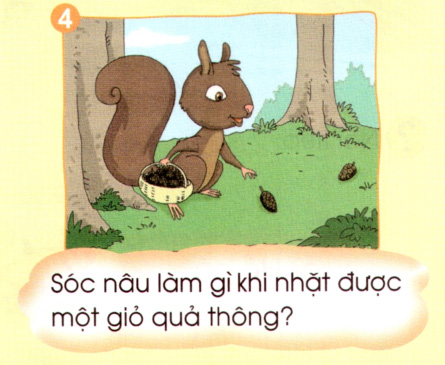 4
Sóc nâu làm gì khi nhặt được
một giỏ quả thông?